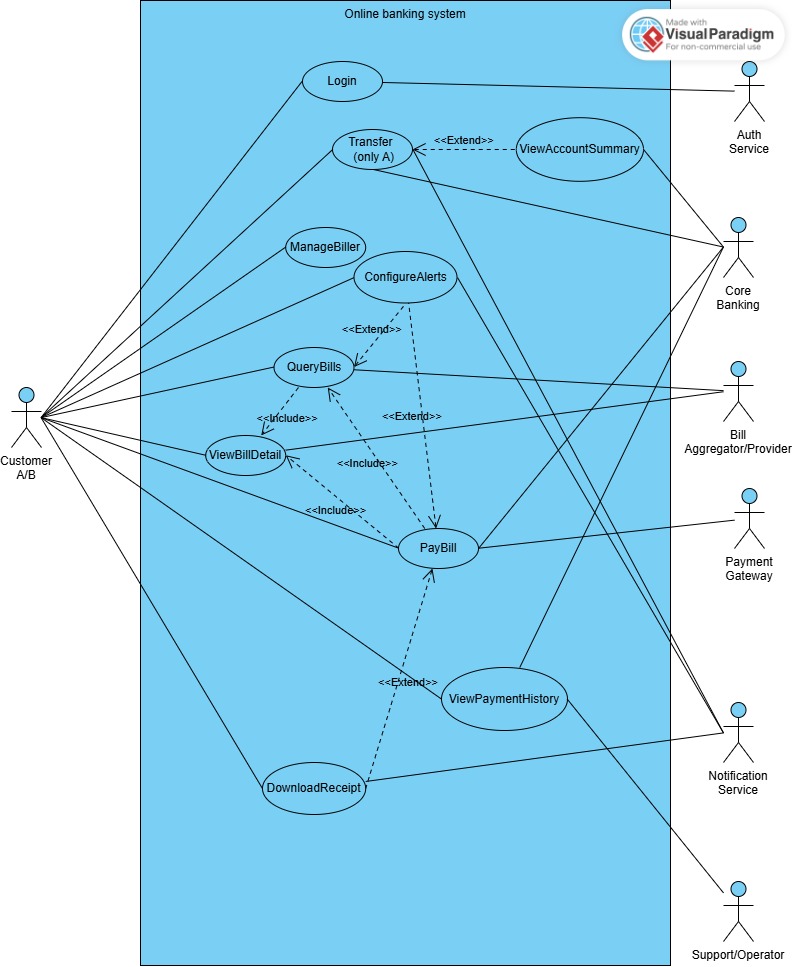 Online banking system
Made with
VisualParadigm
For non-commercial use
Login
Auth
Service
Transfer
(only A)
<<Extend>>
ViewAccountSummary
ManageBiller
ConfigureAlerts
Core
Banking
<<Extend>>
QueryBills
<<Include>>
<<Extend>>
Bill
Aggregator/Provider
Customer
A/B
ViewBillDetail
<<Include>>
<<Include>>
PayBill
Payment
Gateway
<<Extend>>
ViewPaymentHistory
DownloadReceipt
Notification
Service
Support/Operator